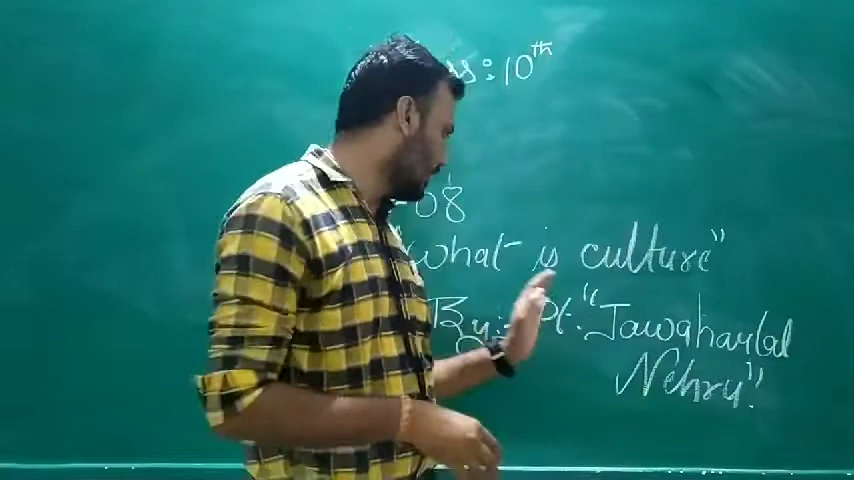 : 10th
-08
"what is culture"
By:- Pt. "Jawaharlal
Nehru".